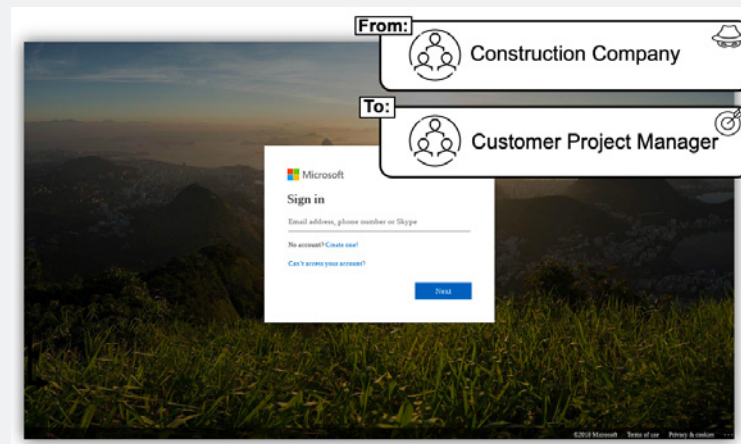 From:
Construction Company
To:
Customer Project Manager
Microsoft
Sign in
Email address, phone number or Skype
No account? Create one!
Can't access your account?
Next
©2018 Microsoft Terms of use Privacy & cookies ...